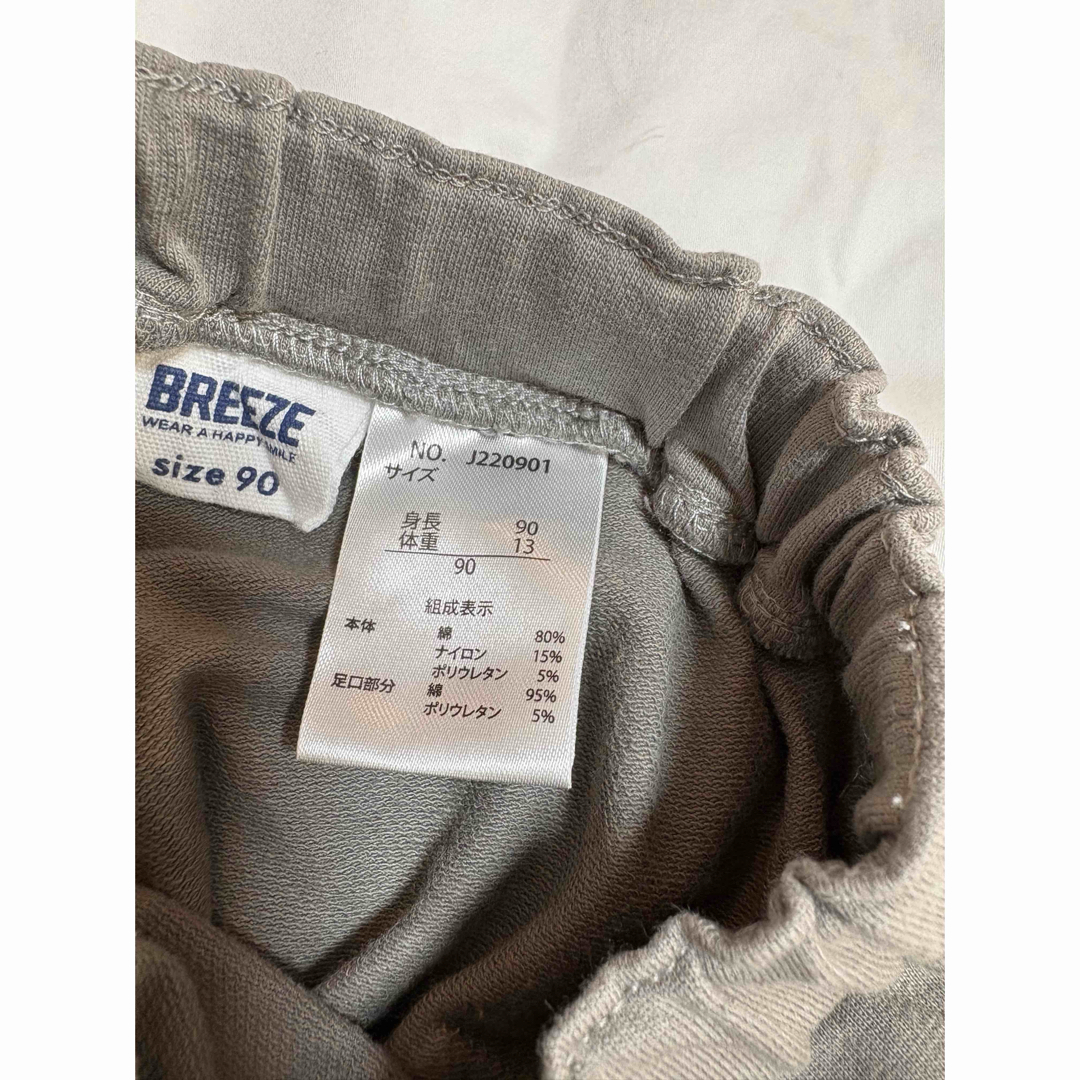 BREEZE
WEAR A HAPPY SMILE
size 90
NO. J220901
サイズ
身長 90
体重 13
90
組成表示
本体 綿 80%
ナイロン 15%
ポリウレタン 5%
足口部分 綿 95%
ポリウレタン 5%